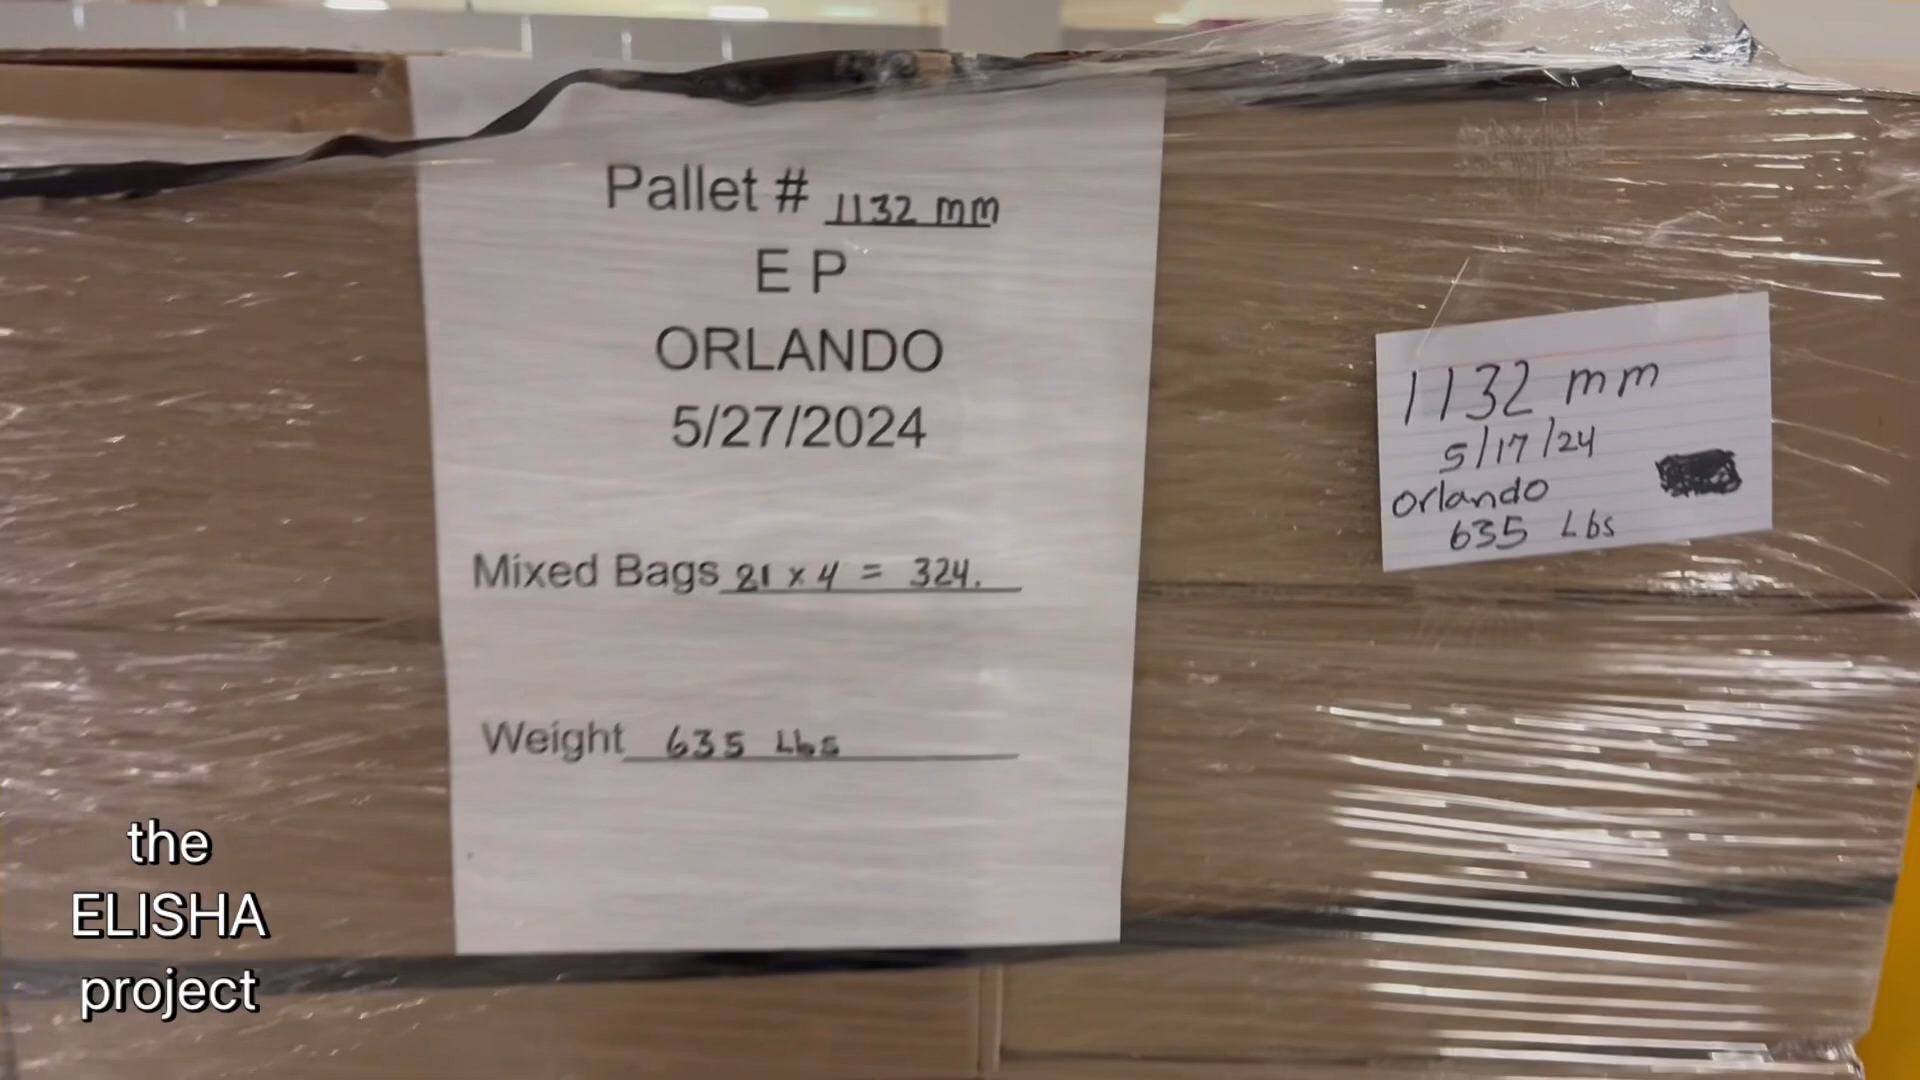 Pallet # 1132 mm
E P
ORLANDO
5/27/2024
Mixed Bags 81 x 4 = 324.
Weight 635 Lbs
1132 mm
5/17/24
Orlando
635 Lbs
the
ELISHA
project